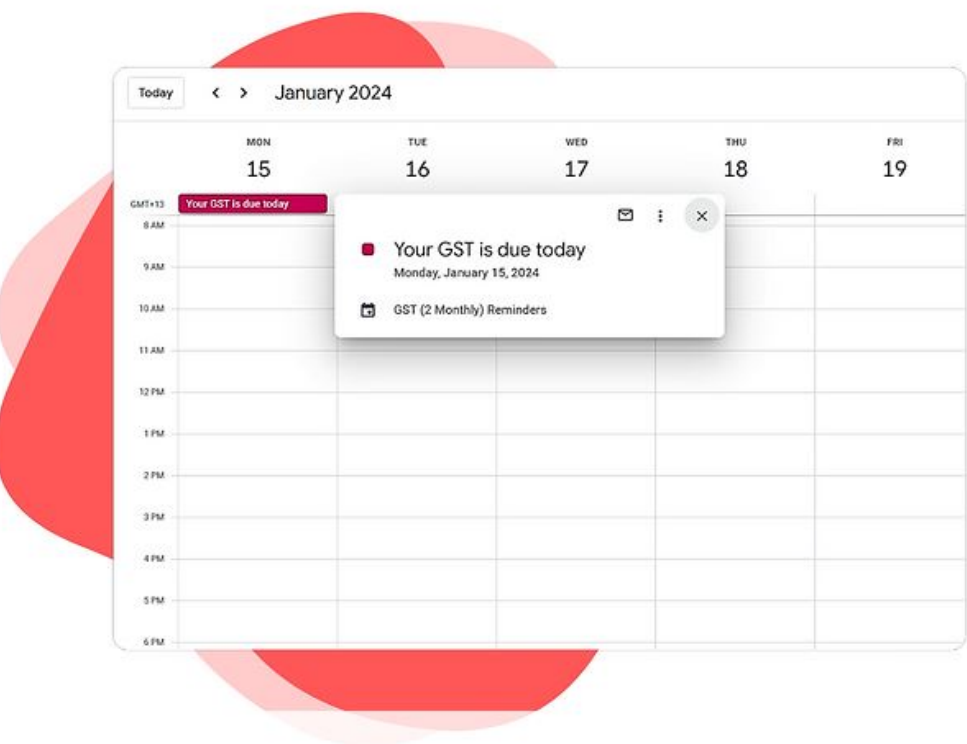 Today < > January 2024
MON TUE WED THU FRI
15 16 17 18 19
GMT+13 Your GST is due today
8 AM
Your GST is due today
Monday, January 15, 2024
9 AM
GST (2 Monthly) Reminders
10 AM
11 AM
12 PM
1 PM
2 PM
3 PM
4 PM
5 PM
6 PM